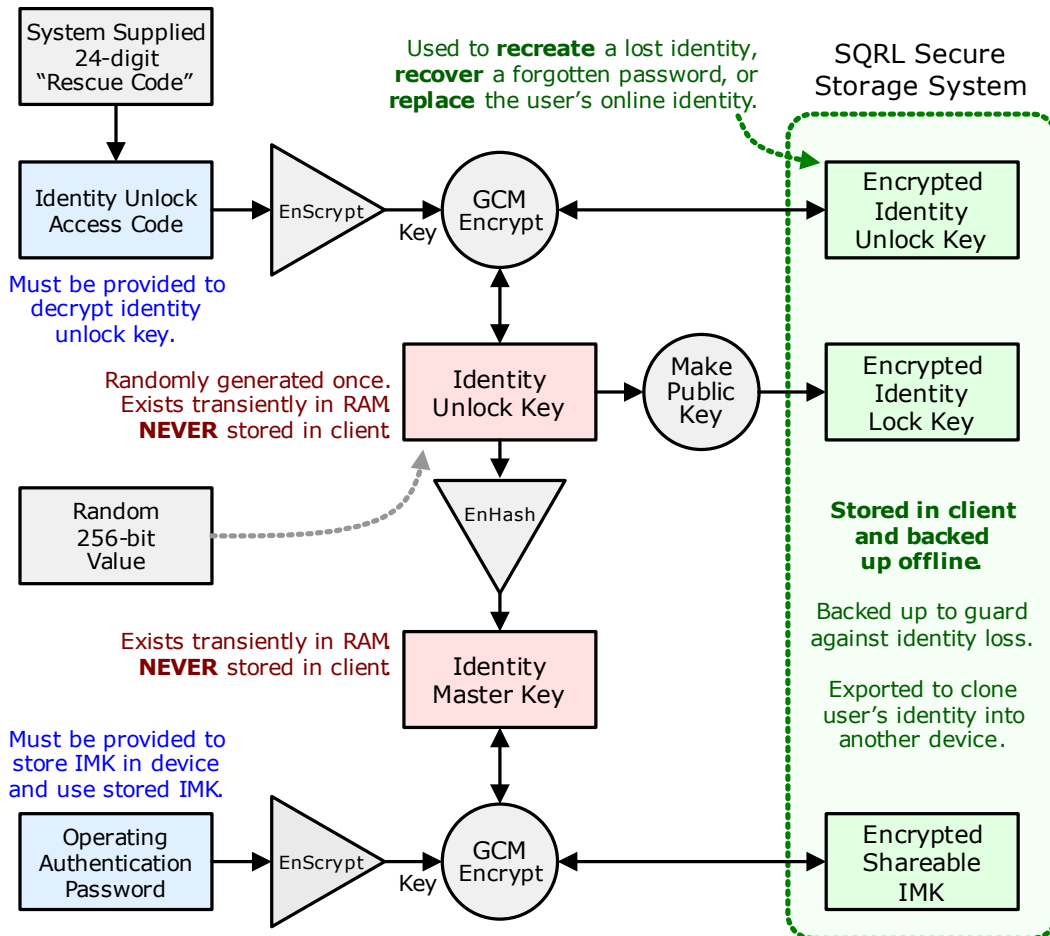 System Supplied
24-digit
“Rescue Code”
Used to recreate a lost identity,
recover a forgotten password, or
replace the user’s online identity.
SQRL Secure
Storage System
Identity Unlock
Access Code
EnScrypt
Key
GCM
Encrypt
Encrypted
Identity
Unlock Key
Must be provided to
decrypt identity
unlock key.
Randomly generated once.
Exists transiently in RAM.
NEVER stored in client.
Identity
Unlock Key
Make
Public
Key
Encrypted
Identity
Lock Key
Random
256-bit
Value
EnHash
Stored in client
and backed
up offline.
Backed up to guard
against identity loss.
Exported to clone
user’s identity into
another device.
Exists transiently in RAM.
NEVER stored in client.
Identity
Master Key
Must be provided to
store IMK in device
and use stored IMK.
Operating
Authentication
Password
EnScrypt
Key
GCM
Encrypt
Encrypted
Shareable
IMK